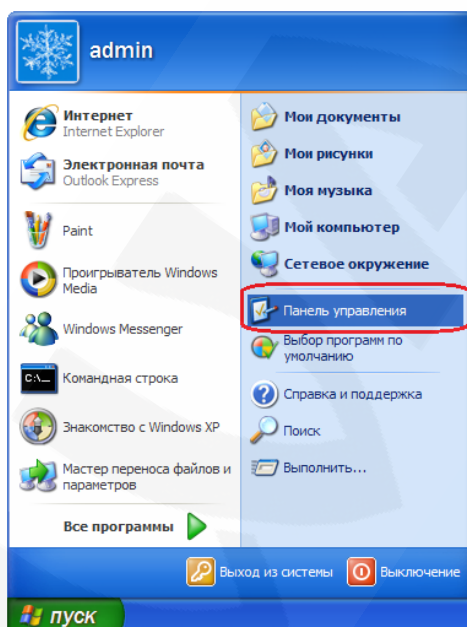 admin
Интернет
Internet Explorer
Электронная почта
Outlook Express
Paint
Проигрыватель Windows
Media
Windows Messenger
C:\_
Командная строка
Знакомство с Windows XP
Мастер переноса файлов и
параметров
Все программы
Мои документы
Мои рисунки
Моя музыка
Мой компьютер
Сетевое окружение
Панель управления
Выбор программ по
умолчанию
Справка и поддержка
Поиск
Выполнить...
Выход из системы
Выключение
пуск